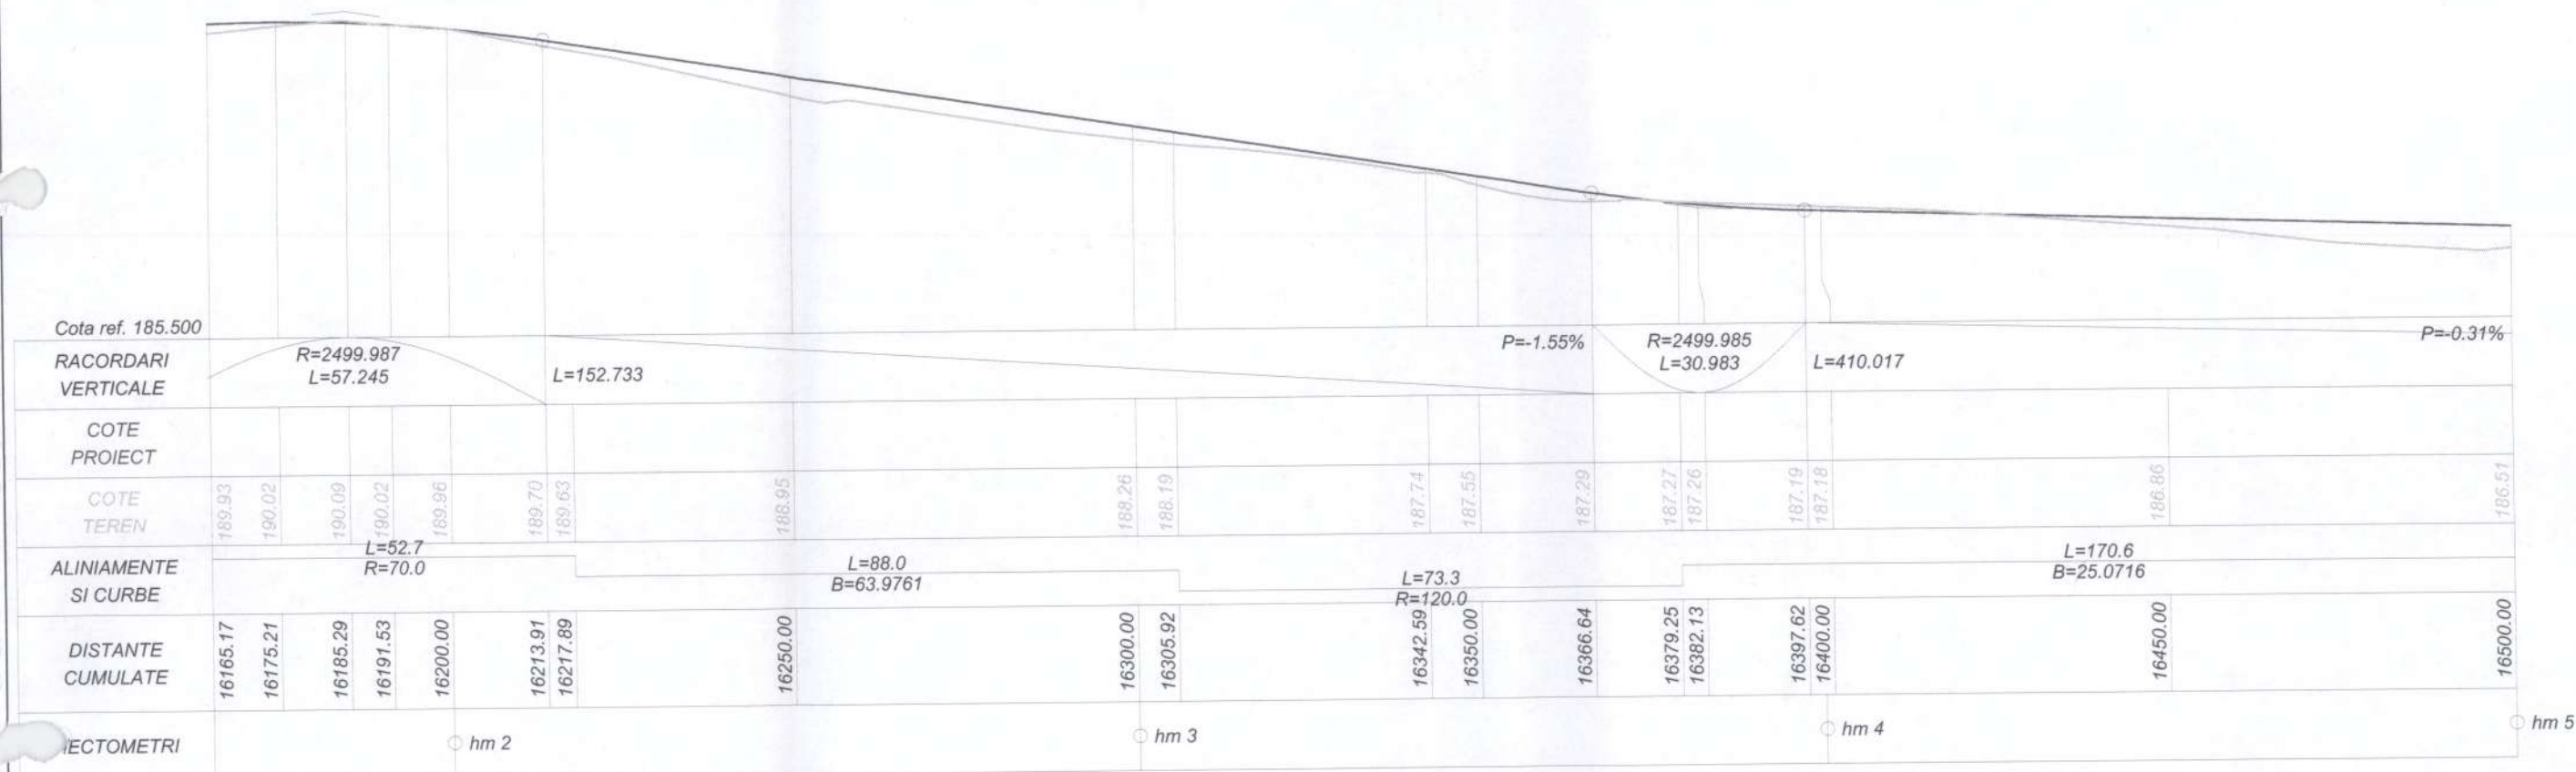 Cota ref. 185.500
RACORDARI
VERTICALE
R=2499.987
L=57.245
L=152.733
P=-1.55%
R=2499.985
L=30.983
L=410.017
P=-0.31%
COTE
PROIECT
COTE
TEREN
189.93 190.02 190.09 190.02 189.96 189.70 189.63 188.95 188.26 188.19 187.74 187.55 187.29 187.27 187.26 187.19 187.18 186.86 186.51
ALINIAMENTE
SI CURBE
L=52.7
R=70.0
L=88.0
B=63.9761
L=73.3
R=120.0
L=170.6
B=25.0716
DISTANTE
CUMULATE
16165.17 16175.21 16185.29 16191.53 16200.00 16213.91 16217.89 16250.00 16300.00 16305.92 16342.59 16350.00 16366.64 16379.25 16382.13 16397.62 16400.00 16450.00 16500.00
ECTOMETRI
hm 2 hm 3 hm 4 hm 5